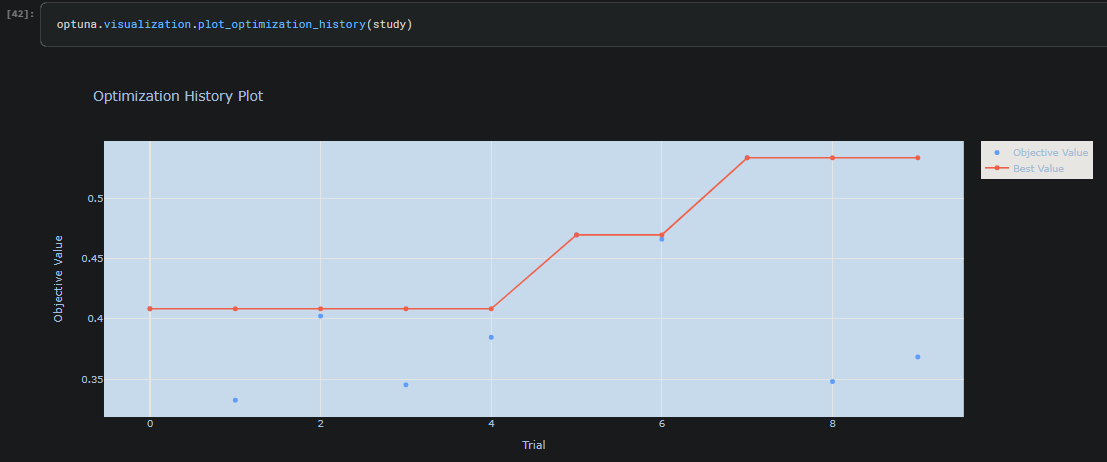 [42]:
optuna.visualization.plot_optimization_history(study)
Optimization History Plot
Objective Value
Best Value
0.5
0.45
0.4
0.35
Objective Value
0
2
4
6
8
Trial